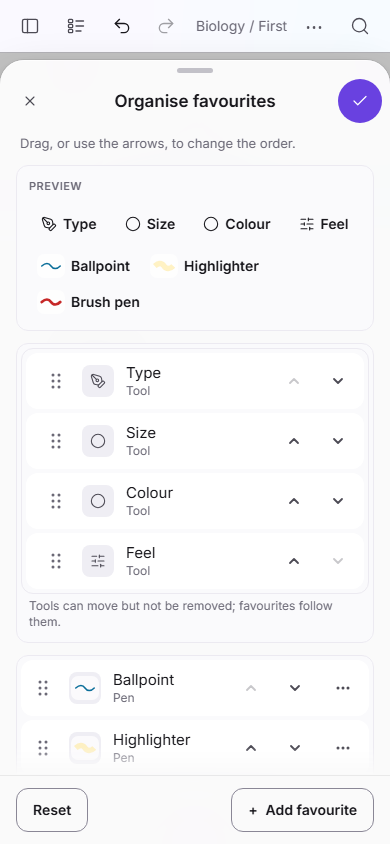 Biology / First
Organise favourites
Drag, or use the arrows, to change the order.
PREVIEW
Type Size Colour Feel
Ballpoint Highlighter
Brush pen
Type
Tool
Size
Tool
Colour
Tool
Feel
Tool
Tools can move but not be removed; favourites follow
them.
Ballpoint
Pen
Highlighter
Pen
Reset + Add favourite